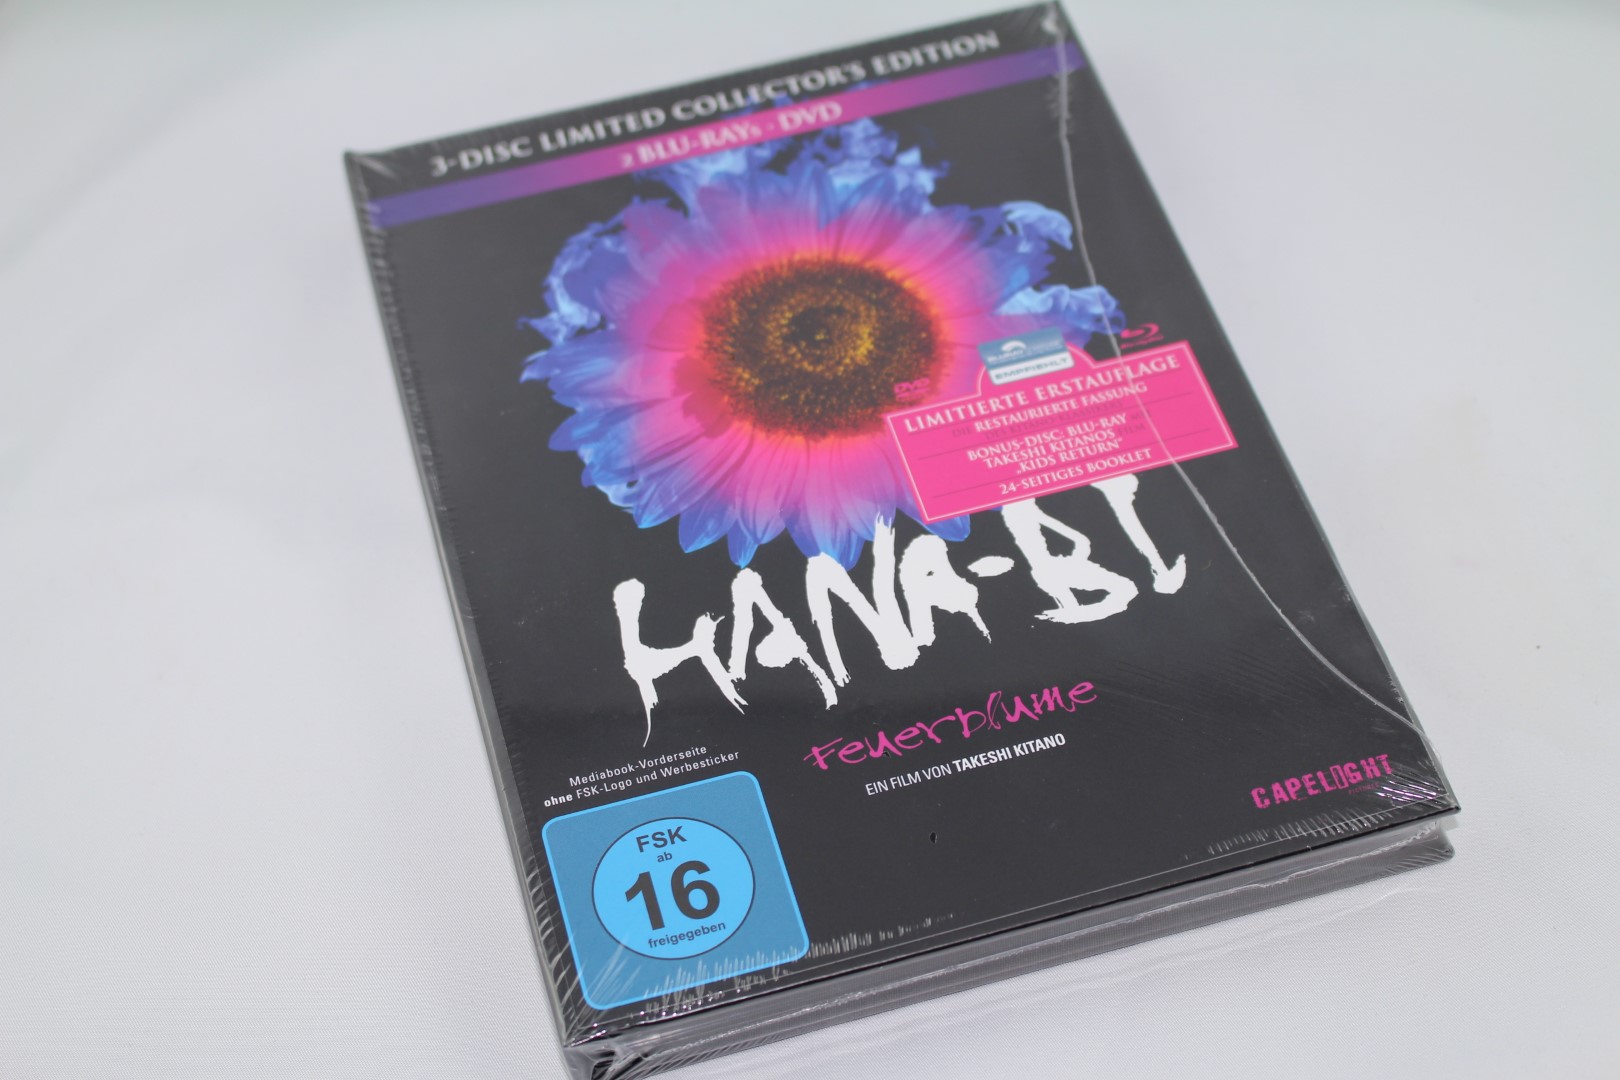 3-DISC LIMITED COLLECTOR'S EDITION
2 BLU-RAYs · DVD
EMPFIEHLT
DVD
LIMITIERTE ERSTAUFLAGE
RESTAURIERTE FASSUNG
BONUS-DISC: BLU-RAY
TAKESHI KITANOS
„KIDS RETURN“
24-SEITIGES BOOKLET
HANA-BI
Feuerblume
EIN FILM VON TAKESHI KITANO
Mediabook-Vorderseite
ohne FSK-Logo und Werbesticker
FSK
ab
16
freigegeben
CAPELIGHT